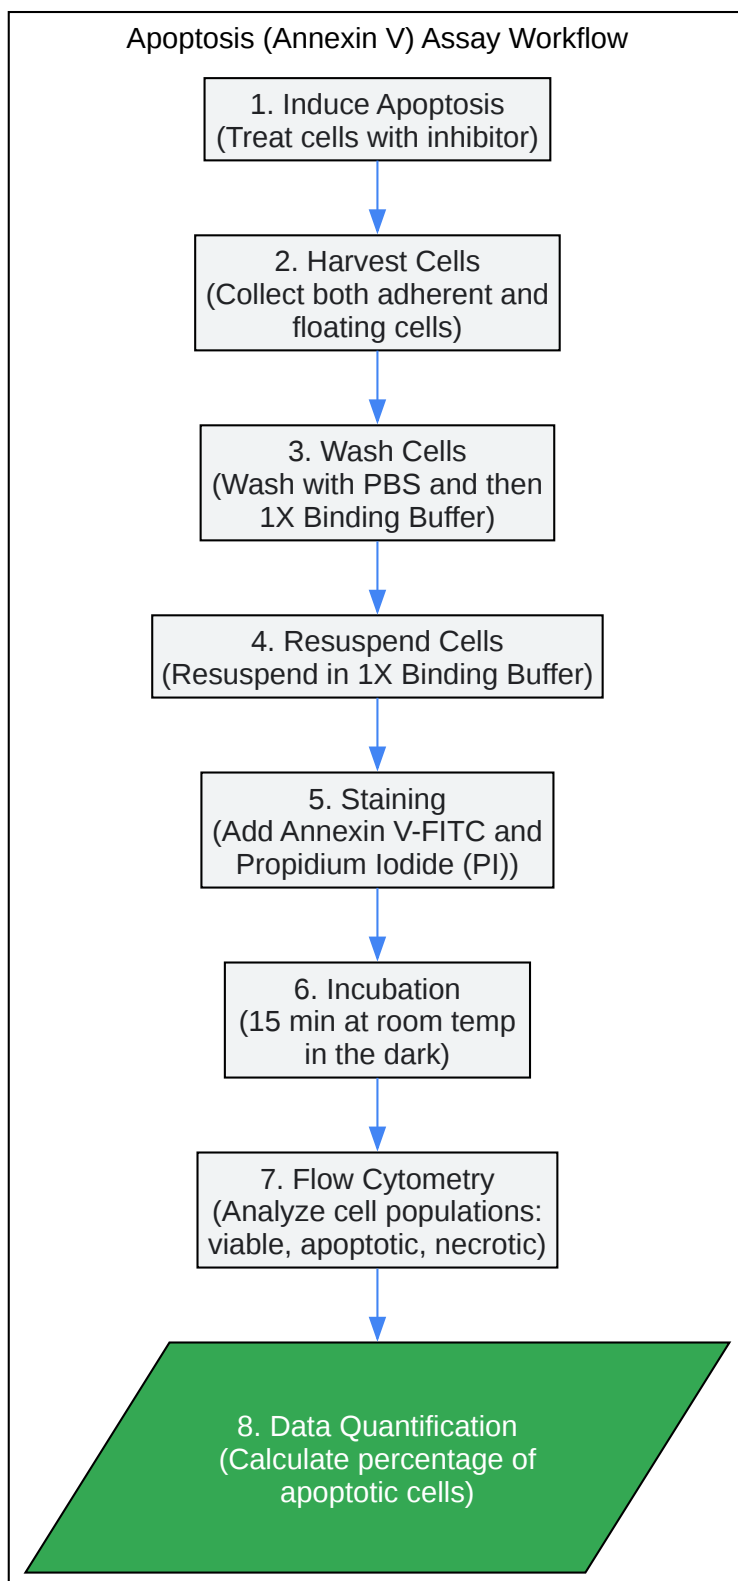 Apoptosis (Annexin V) Assay Workflow
1. Induce Apoptosis
(Treat cells with inhibitor)
2. Harvest Cells
(Collect both adherent and
floating cells)
3. Wash Cells
(Wash with PBS and then
1X Binding Buffer)
4. Resuspend Cells
(Resuspend in 1X Binding Buffer)
5. Staining
(Add Annexin V-FITC and
Propidium Iodide (PI))
6. Incubation
(15 min at room temp
in the dark)
7. Flow Cytometry
(Analyze cell populations:
viable, apoptotic, necrotic)
8. Data Quantification
(Calculate percentage of
apoptotic cells)